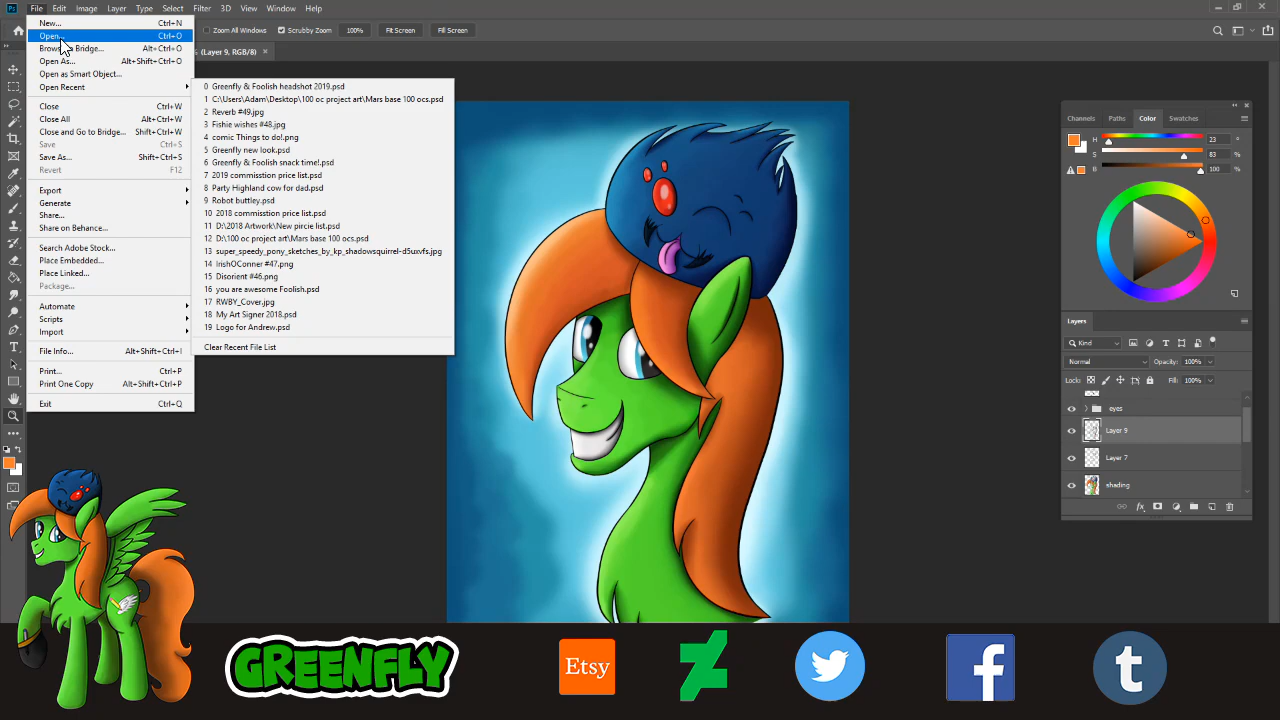 Ps File Edit Image Layer Type Select Filter 3D View Window Help
Zoom All Windows Scrubby Zoom 100% Fit Screen Fill Screen
(Layer 9, RGB/8) ×
New... Ctrl+N
Open... Ctrl+O
Alt+Ctrl+O
Open As... Alt+Shift+Ctrl+O
Open as Smart Object...
Open Recent
Close Ctrl+W
Close All Alt+Ctrl+W
Close and Go to Bridge... Shift+Ctrl+W
Save Ctrl+S
Save As... Shift+Ctrl+S
Revert F12
Export
Generate
Share...
Share on Behance...
Search Adobe Stock...
Place Embedded...
Place Linked...
Package...
Automate
Scripts
Import
File Info... Alt+Shift+Ctrl+I
Print... Ctrl+P
Print One Copy Alt+Shift+Ctrl+P
Exit Ctrl+Q
0 Greenfly & Foolish headshot 2019.psd
1 C:\Users\Adam\Desktop\100 oc project art\Mars base 100 ocs.psd
2 Reverb #49.jpg
3 Fishie wishes #48.jpg
4 comic Things to do!.png
5 Greenfly new look.psd
6 Greenfly & Foolish snack time!.psd
7 2019 commisstion price list.psd
8 Party Highland cow for dad.psd
9 Robot buttley.psd
10 2018 commisstion price list.psd
11 D:\2018 Artwork\New pircie list.psd
12 D:\100 oc project art\Mars base 100 ocs.psd
13 super_speedy_pony_sketches_by_kp_shadowsquirrel-d5uxvfs.jpg
14 IrishOConner #47.png
15 Disorient #46.png
16 you are awesome Foolish.psd
17 RWBY_Cover.jpg
18 My Art Signer 2018.psd
19 Logo for Andrew.psd
Clear Recent File List
Channels Paths Color Swatches
H 23 °
S 83 %
B 100 %
Layers
Kind
Normal Opacity: 100%
Lock: Fill: 100%
eyes
Layer 9
Layer 7
shading
GREENFLY
Etsy
f
t